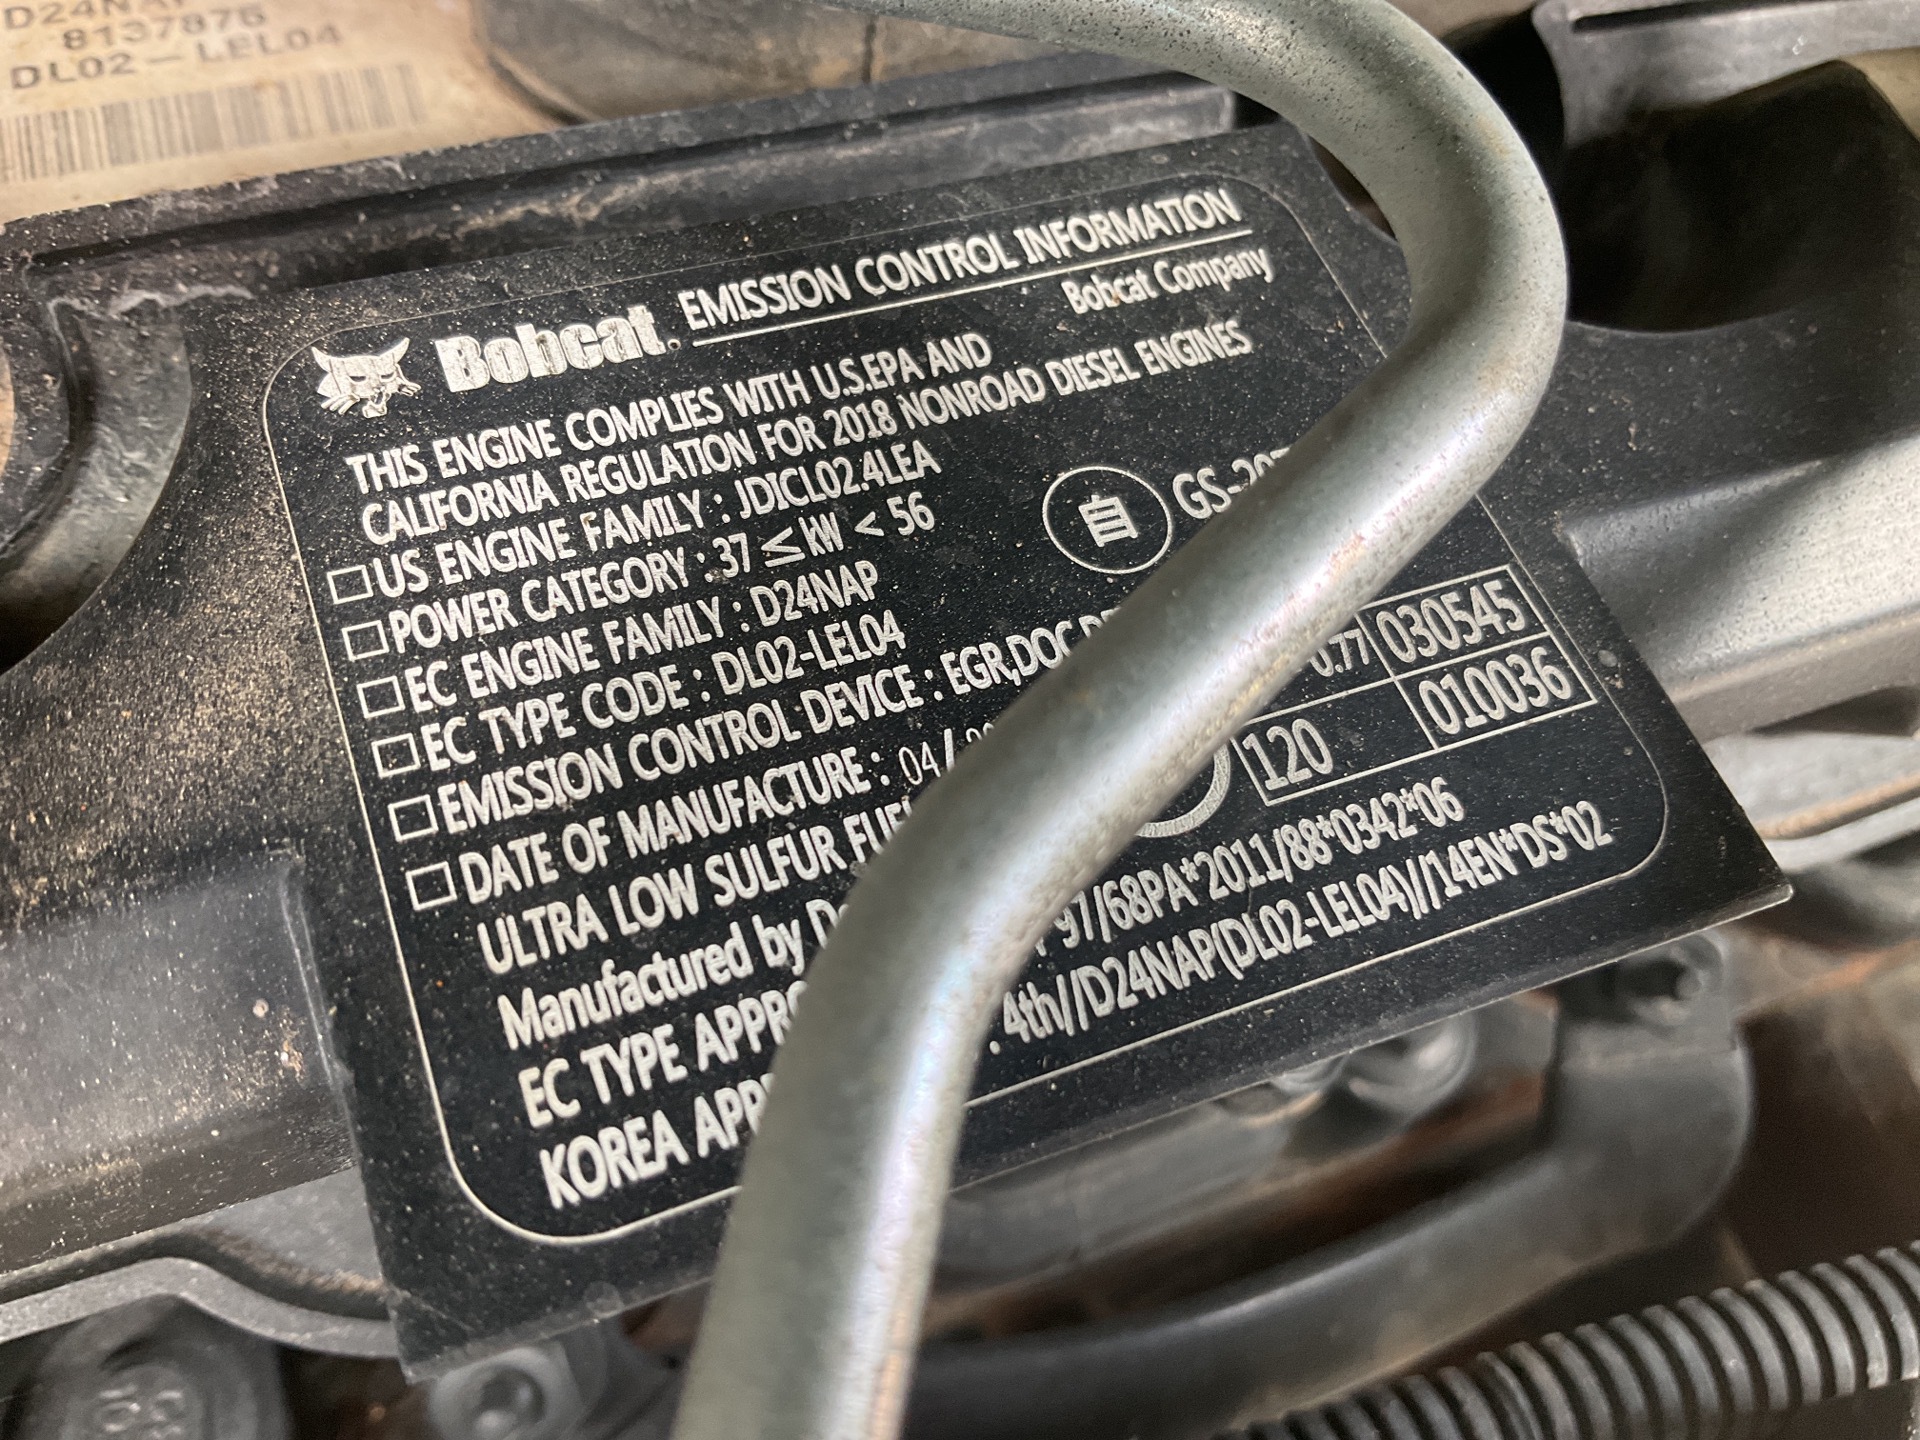 8137876
DL02-LEL04
Bobcat. EMISSION CONTROL INFORMATION
Bobcat Company
THIS ENGINE COMPLIES WITH U.S.EPA AND
CALIFORNIA REGULATION FOR 2018 NONROAD DIESEL ENGINES
US ENGINE FAMILY : JDICL02.4LEA
POWER CATEGORY : 37 ≤ kW < 56
EC ENGINE FAMILY : D24NAP
EC TYPE CODE : DL02-LEL04
EMISSION CONTROL DEVICE : EGR,DOC
DATE OF MANUFACTURE : 04/
ULTRA LOW SULFUR
Manufactured by
EC TYPE 97/68PA*2011/88*0342*06
KOREA 4th//D24NAP(DL02-LEL04)//14EN*DS*02
自
0.77 030545
120 010036